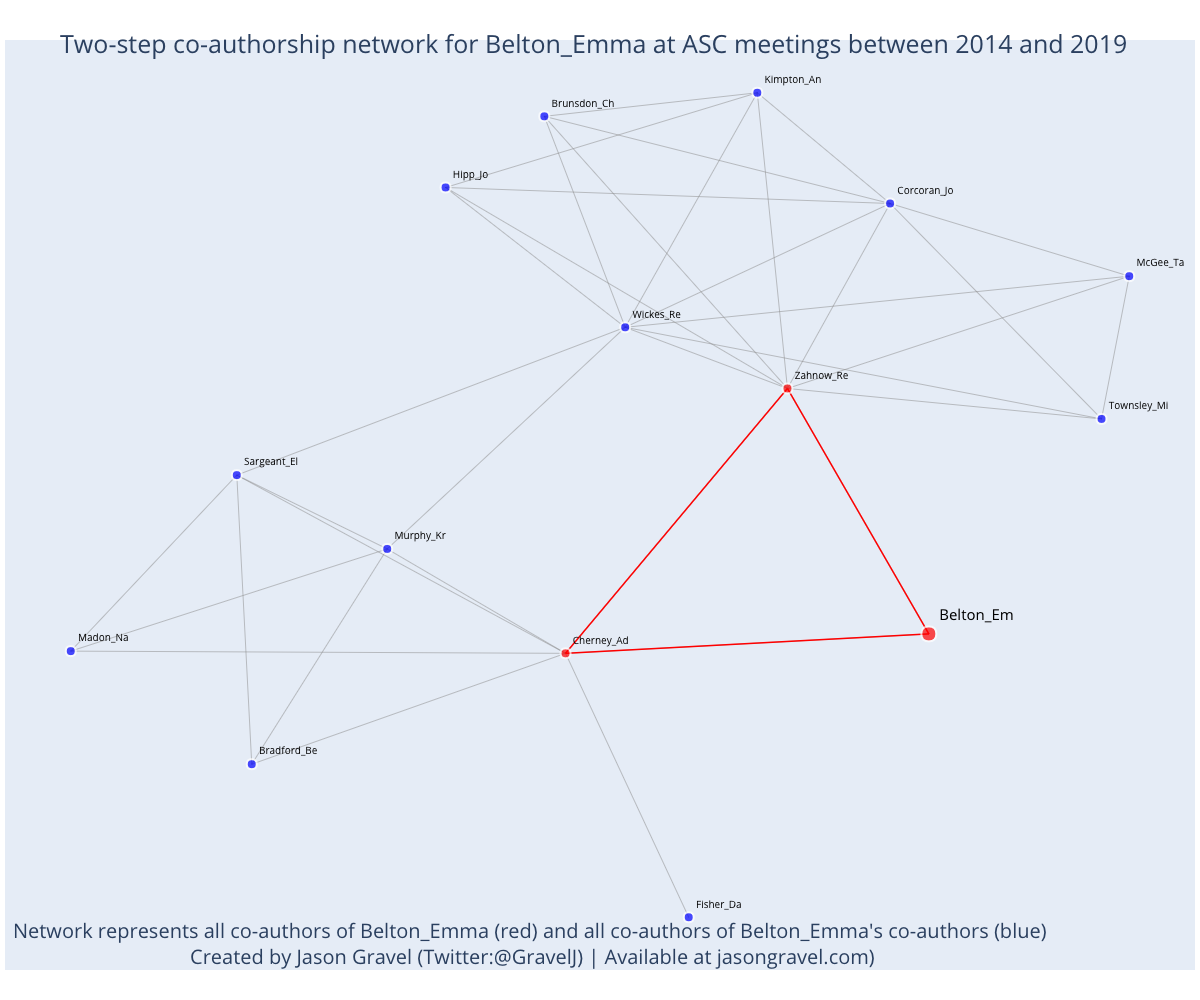 Two-step co-authorship network for Belton_Emma at ASC meetings between 2014 and 2019
Kimpton_An
Brunsdon_Ch
Hipp_Jo
Corcoran_Jo
McGee_Ta
Wickes_Re
Zahnow_Re
Townsley_Mi
Sargeant_El
Murphy_Kr
Belton_Em
Madon_Na
Cherney_Ad
Bradford_Be
Fisher_Da
Network represents all co-authors of Belton_Emma (red) and all co-authors of Belton_Emma's co-authors (blue)
Created by Jason Gravel (Twitter:@GravelJ) | Available at jasongravel.com)